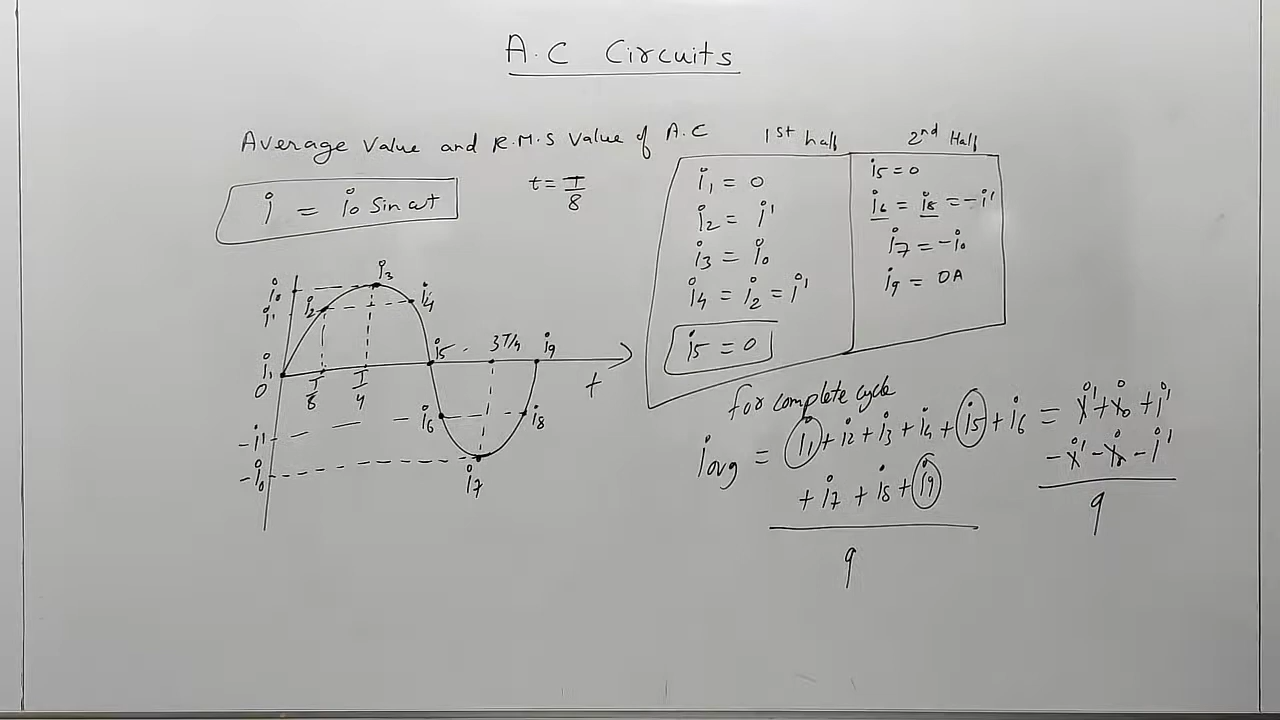 A.C Circuits
Average Value and R.M.S Value of A.C
i = i₀ Sin ωt
t = T/8
1st half
i₁ = 0
i₂ = i'
i₃ = i₀
i₄ = i₂ = i'
i₅ = 0
2nd Half
i₅ = 0
i₆ = i₈ = -i'
i₇ = -i₀
i₉ = 0A
i₃
i₀
i₂
i₄
i'
i₁
i₅
3T/4
i₉
0
T/8
T/4
t
-i'
i₆
i₈
-i₀
i₇
for complete cycle
iavg = i₁ + i₂ + i₃ + i₄ + i₅ + i₆ = i' + i₀ + i'
+ i₇ + i₈ + i₉
- i' - i₀ - i'
9
9